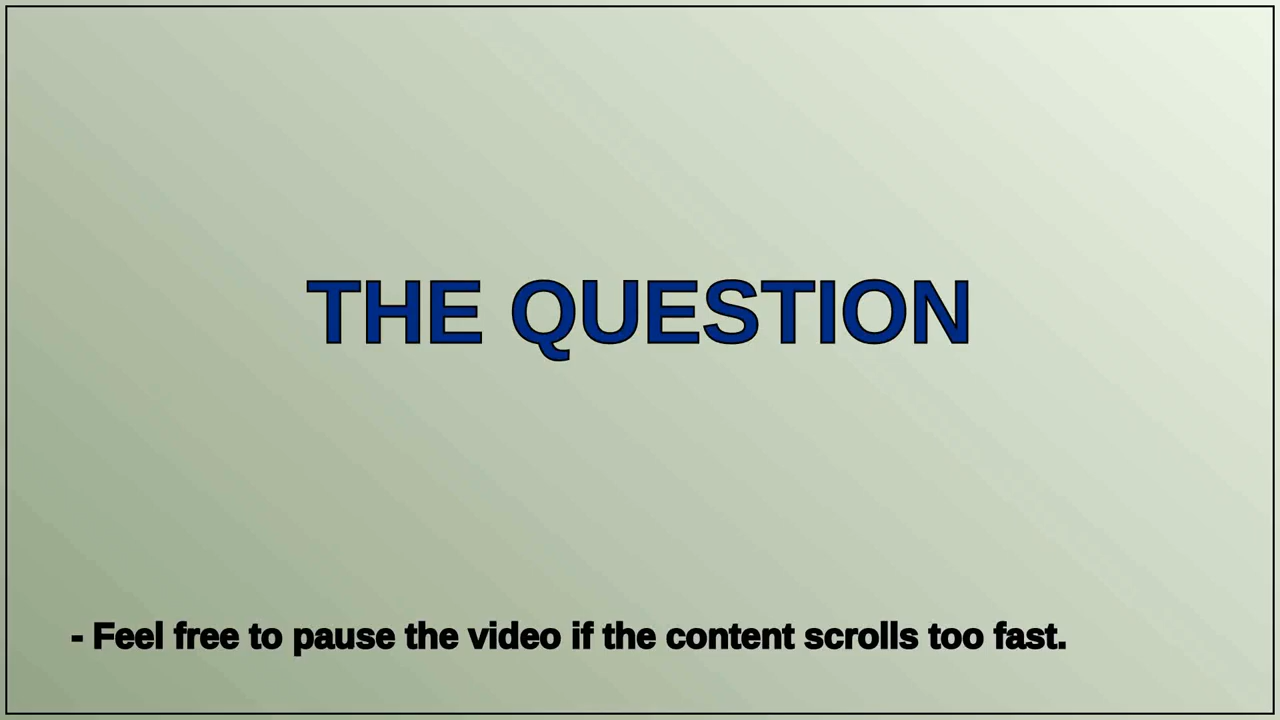 THE QUESTION
- Feel free to pause the video if the content scrolls too fast.